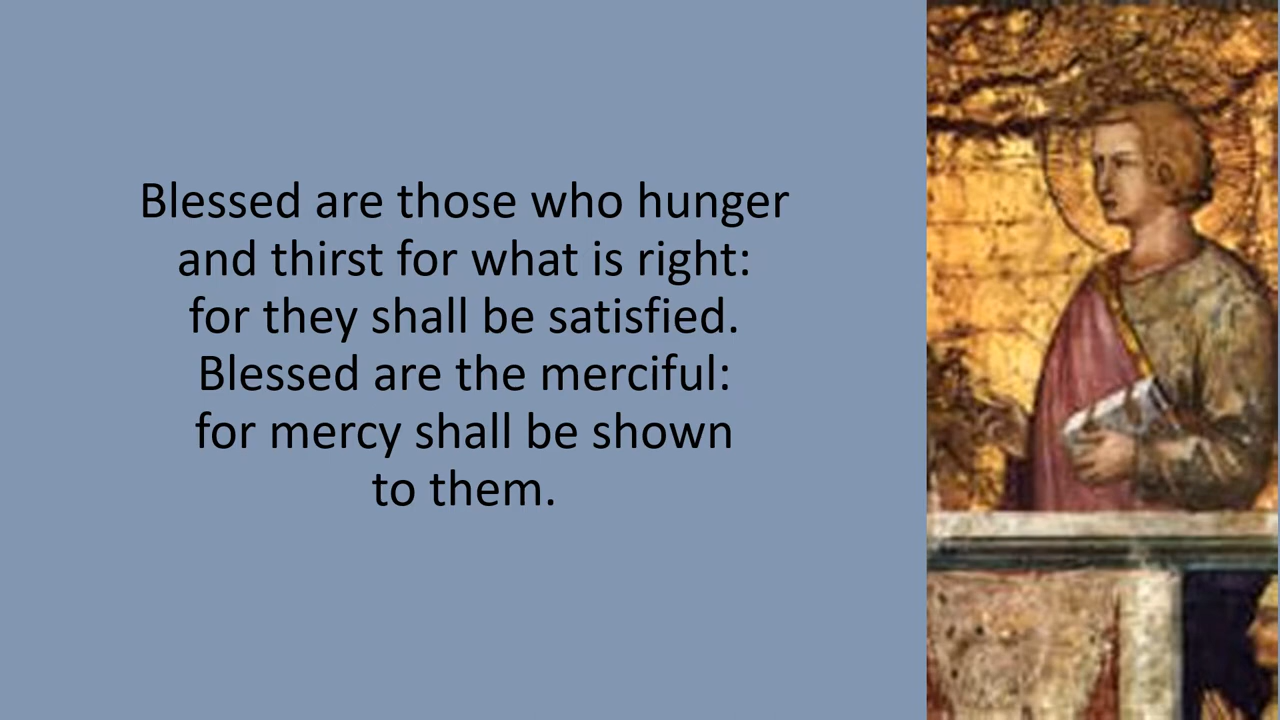 Blessed are those who hunger
and thirst for what is right:
for they shall be satisfied.
Blessed are the merciful:
for mercy shall be shown
to them.